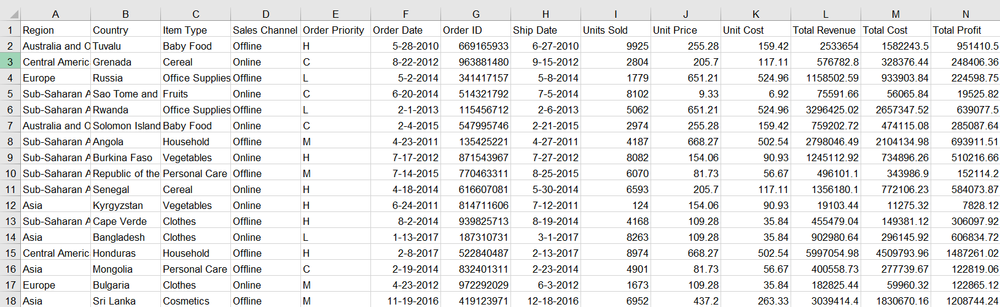 A B C D E F G H I J K L M N
1 Region Country Item Type Sales Channel Order Priority Order Date Order ID Ship Date Units Sold Unit Price Unit Cost Total Revenue Total Cost Total Profit
2 Australia and O Tuvalu Baby Food Offline H 5-28-2010 669165933 6-27-2010 9925 255.28 159.42 2533654 1582243.5 951410.5
3 Central Americ Grenada Cereal Online C 8-22-2012 963881480 9-15-2012 2804 205.7 117.11 576782.8 328376.44 248406.36
4 Europe Russia Office Supplies Offline L 5-2-2014 341417157 5-8-2014 1779 651.21 524.96 1158502.59 933903.84 224598.75
5 Sub-Saharan A Sao Tome and Fruits Online C 6-20-2014 514321792 7-5-2014 8102 9.33 6.92 75591.66 56065.84 19525.82
6 Sub-Saharan A Rwanda Office Supplies Offline L 2-1-2013 115456712 2-6-2013 5062 651.21 524.96 3296425.02 2657347.52 639077.5
7 Australia and O Solomon Island Baby Food Online C 2-4-2015 547995746 2-21-2015 2974 255.28 159.42 759202.72 474115.08 285087.64
8 Sub-Saharan A Angola Household Offline M 4-23-2011 135425221 4-27-2011 4187 668.27 502.54 2798046.49 2104134.98 693911.51
9 Sub-Saharan A Burkina Faso Vegetables Online H 7-17-2012 871543967 7-27-2012 8082 154.06 90.93 1245112.92 734896.26 510216.66
10 Sub-Saharan A Republic of the Personal Care Offline M 7-14-2015 770463311 8-25-2015 6070 81.73 56.67 496101.1 343986.9 152114.2
11 Sub-Saharan A Senegal Cereal Online H 4-18-2014 616607081 5-30-2014 6593 205.7 117.11 1356180.1 772106.23 584073.87
12 Asia Kyrgyzstan Vegetables Online H 6-24-2011 814711606 7-12-2011 124 154.06 90.93 19103.44 11275.32 7828.12
13 Sub-Saharan A Cape Verde Clothes Offline H 8-2-2014 939825713 8-19-2014 4168 109.28 35.84 455479.04 149381.12 306097.92
14 Asia Bangladesh Clothes Online L 1-13-2017 187310731 3-1-2017 8263 109.28 35.84 902980.64 296145.92 606834.72
15 Central Americ Honduras Household Offline H 2-8-2017 522840487 2-13-2017 8974 668.27 502.54 5997054.98 4509793.96 1487261.02
16 Asia Mongolia Personal Care Offline C 2-19-2014 832401311 2-23-2014 4901 81.73 56.67 400558.73 277739.67 122819.06
17 Europe Bulgaria Clothes Online M 4-23-2012 972292029 6-3-2012 1673 109.28 35.84 182825.44 59960.32 122865.12
18 Asia Sri Lanka Cosmetics Offline M 11-19-2016 419123971 12-18-2016 6952 437.2 263.33 3039414.4 1830670.16 1208744.24